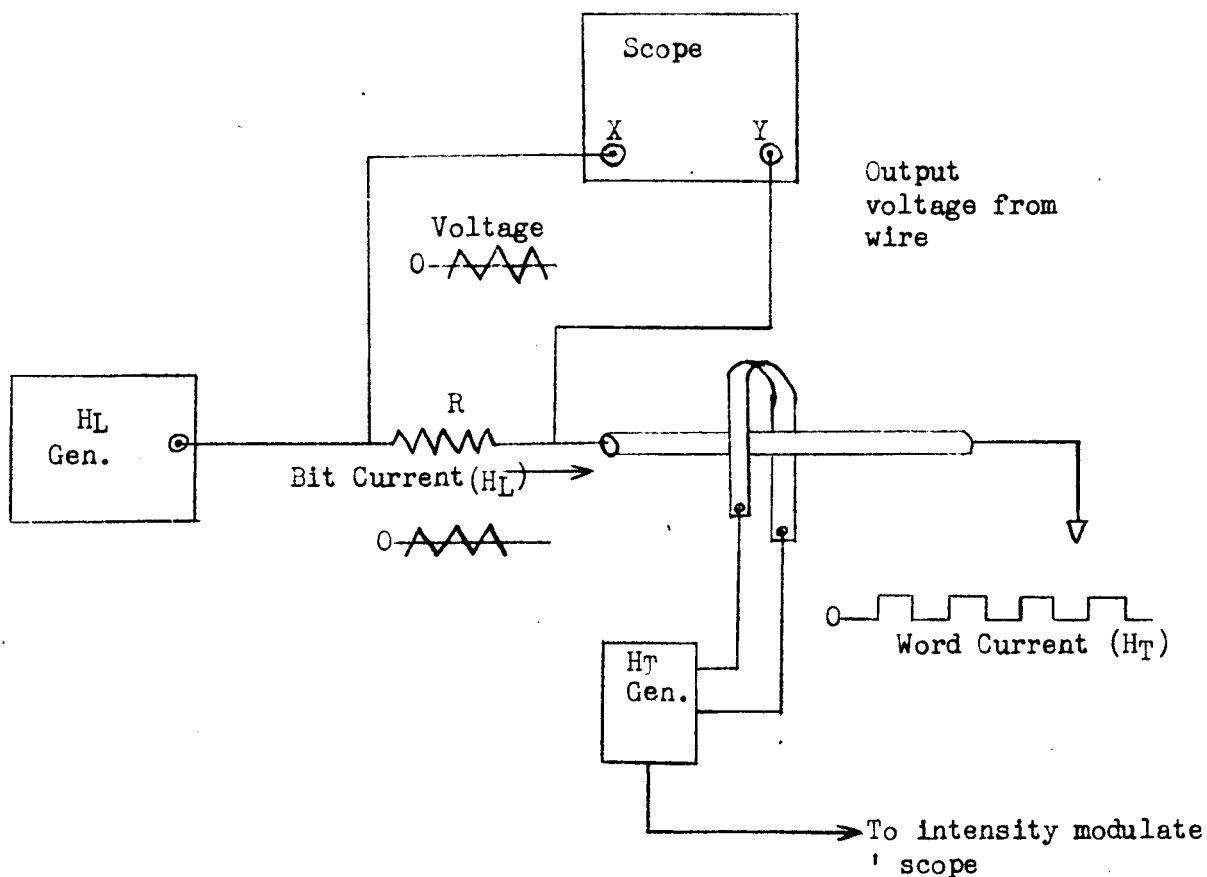 Scope
X Y
Output
voltage from
wire
Voltage
0
HL
Gen.
R
Bit Current (HL)
0
0
Word Current (HT)
HT
Gen.
To intensity modulate
' scope